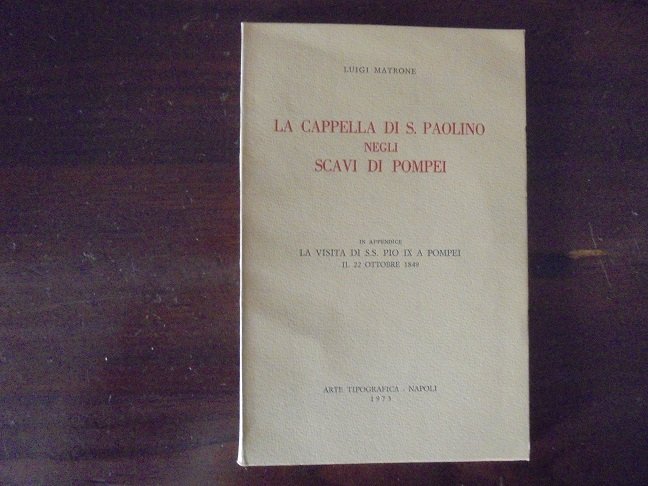 LUIGI MATRONE
LA CAPPELLA DI S. PAOLINO
NEGLI
SCAVI DI POMPEI
IN APPENDICE
LA VISITA DI S.S. PIO IX A POMPEI
IL 22 OTTOBRE 1849
ARTE TIPOGRAFICA - NAPOLI
1973